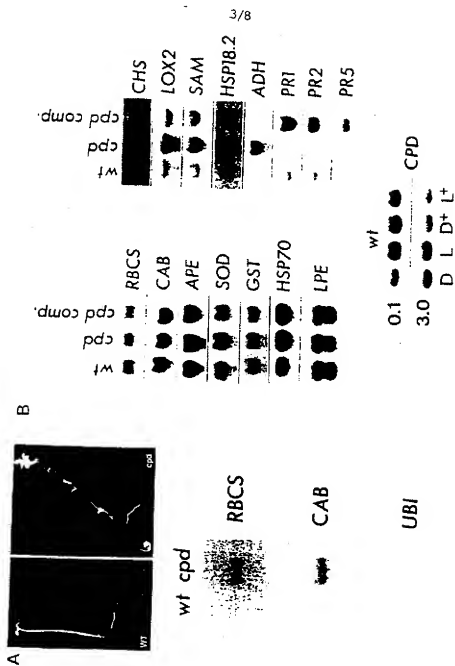 3/8
A
WT
cpd
wt cpd
RBCS
CAB
UBI
B
wt
cpd
cpd comp.
RBCS
CAB
APE
SOD
GST
HSP70
LPE
wt
cpd
cpd comp.
CHS
LOX2
SAM
HSP18.2
ADH
PR1
PR2
PR5
wt
0.1
3.0
CPD
D L D+ L+